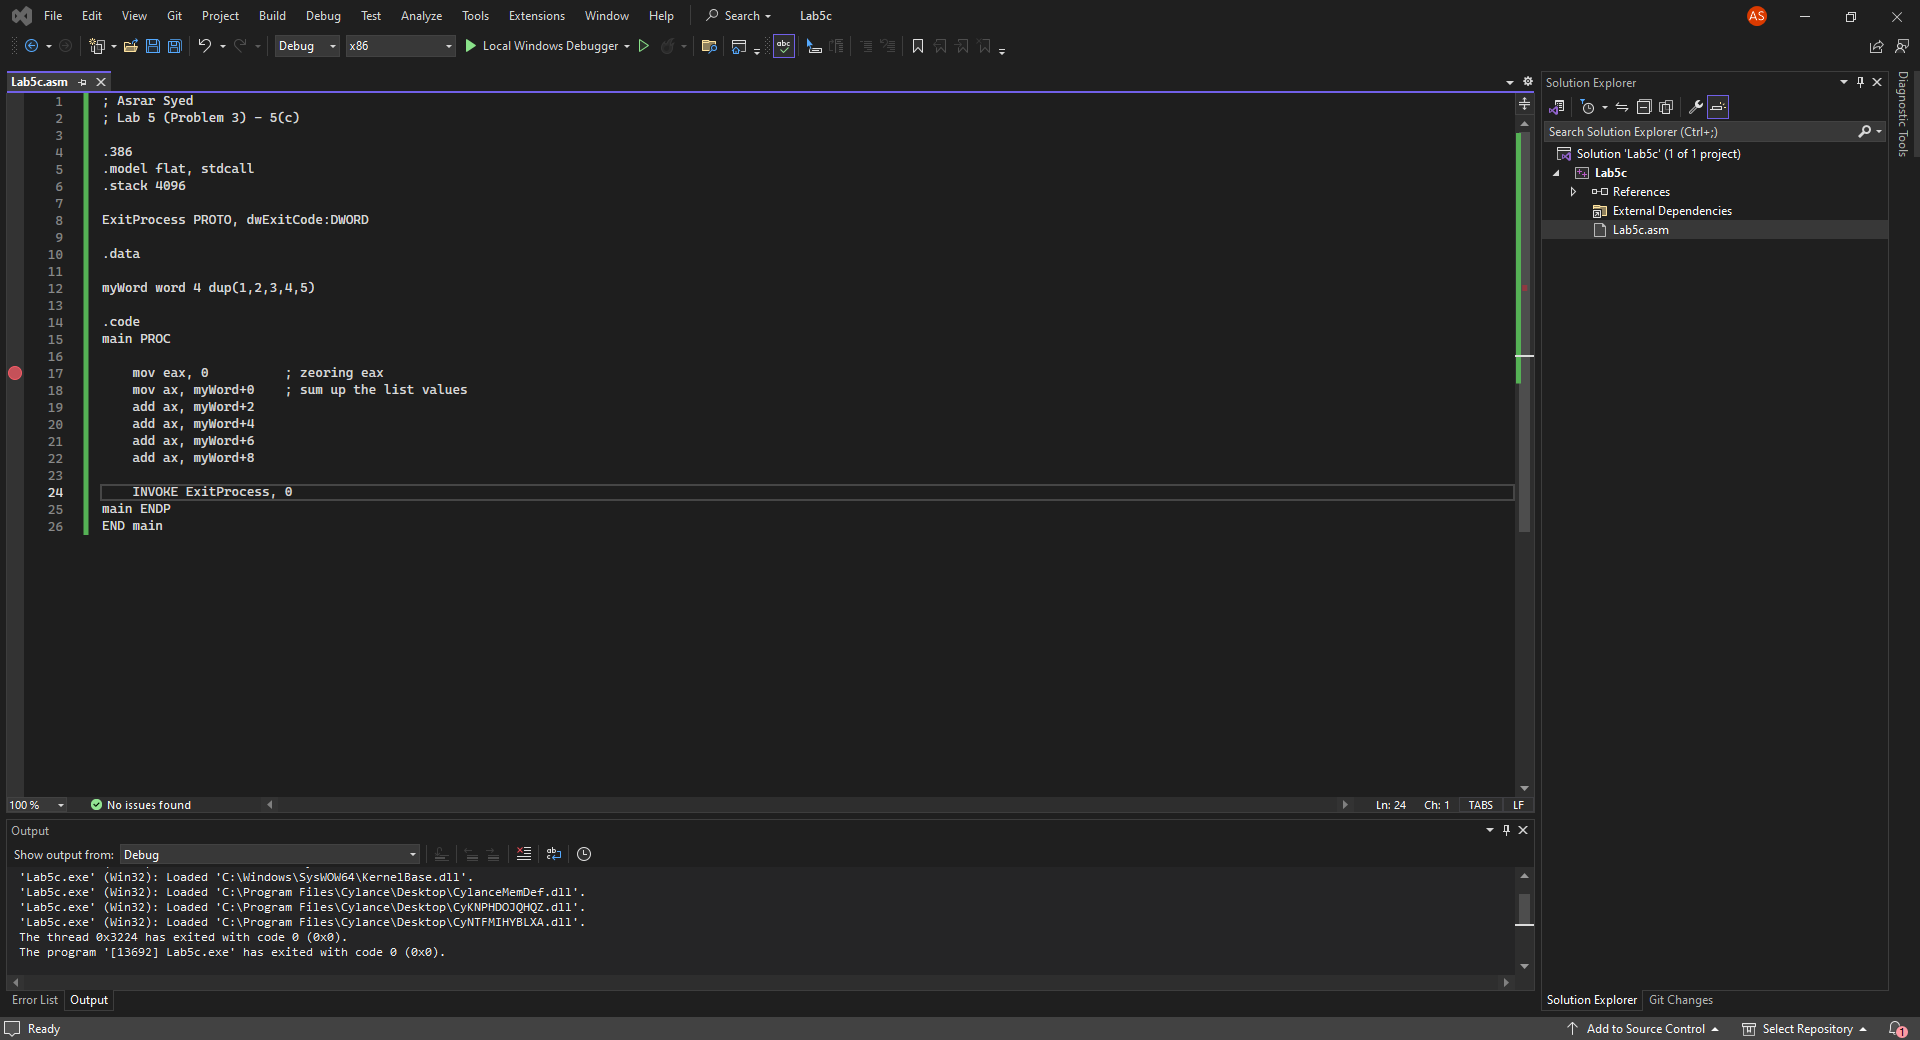 File Edit View Git Project Build Debug Test Analyze Tools Extensions Window Help Search Lab5c AS
Debug x86 Local Windows Debugger abc
Lab5c.asm
1 ; Asrar Syed
2 ; Lab 5 (Problem 3) - 5(c)
3
4 .386
5 .model flat, stdcall
6 .stack 4096
7
8 ExitProcess PROTO, dwExitCode:DWORD
9
10 .data
11
12 myWord word 4 dup(1,2,3,4,5)
13
14 .code
15 main PROC
16
17 mov eax, 0 ; zeoring eax
18 mov ax, myWord+0 ; sum up the list values
19 add ax, myWord+2
20 add ax, myWord+4
21 add ax, myWord+6
22 add ax, myWord+8
23
24 INVOKE ExitProcess, 0
25 main ENDP
26 END main
100 % No issues found Ln: 24 Ch: 1 TABS LF
Output
Show output from: Debug
'Lab5c.exe' (Win32): Loaded 'C:\Windows\SysWOW64\KernelBase.dll'.
'Lab5c.exe' (Win32): Loaded 'C:\Program Files\Cylance\Desktop\CylanceMemDef.dll'.
'Lab5c.exe' (Win32): Loaded 'C:\Program Files\Cylance\Desktop\CyKNPHDOJQHQZ.dll'.
'Lab5c.exe' (Win32): Loaded 'C:\Program Files\Cylance\Desktop\CyNTFMIHYBLXA.dll'.
The thread 0x3224 has exited with code 0 (0x0).
The program '[13692] Lab5c.exe' has exited with code 0 (0x0).
Error List Output
Solution Explorer
Search Solution Explorer (Ctrl+;)
Solution 'Lab5c' (1 of 1 project)
Lab5c
References
External Dependencies
Lab5c.asm
Solution Explorer Git Changes
Diagnostic Tools
Ready Add to Source Control Select Repository 1